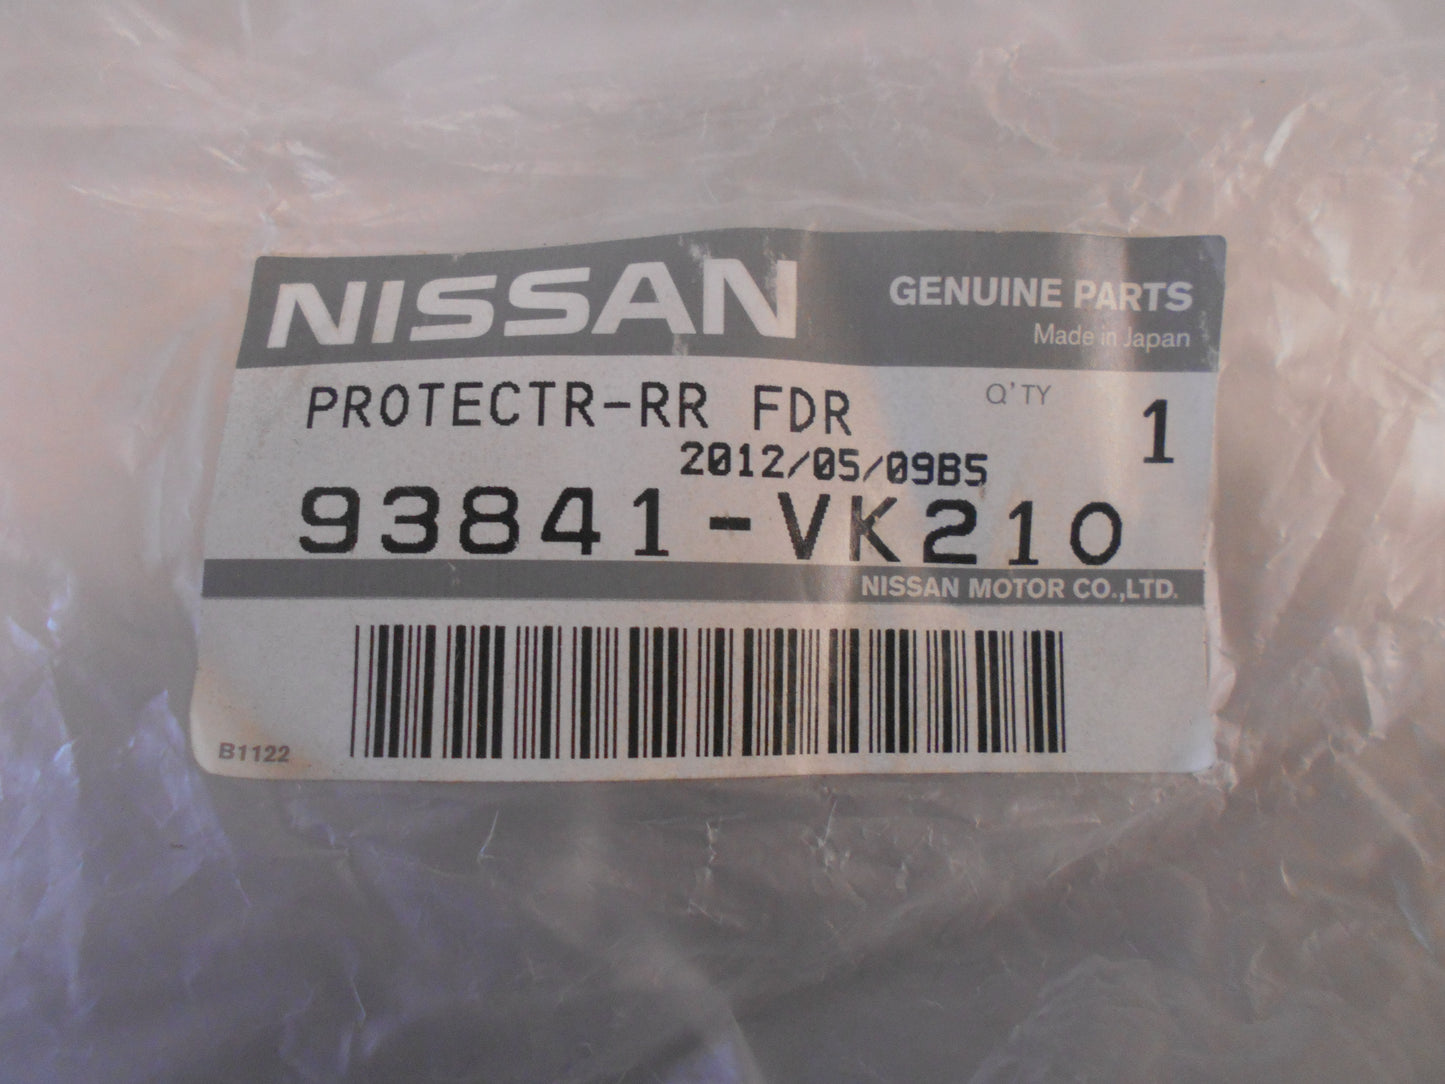 NISSAN
GENUINE PARTS
Made in Japan
PROTECTR-RR FDR
Q'TY
1
2012/05/09B5
93841-VK210
NISSAN MOTOR CO.,LTD.
B1122